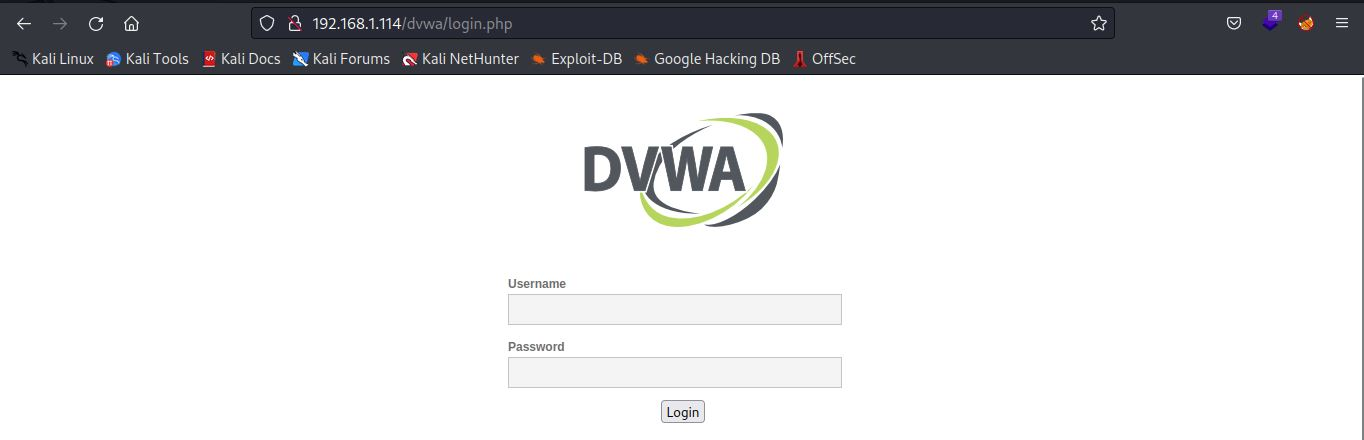 192.168.1.114/dvwa/login.php
4
Kali Linux Kali Tools Kali Docs Kali Forums Kali NetHunter Exploit-DB Google Hacking DB OffSec
DVWA
Username
Password
Login